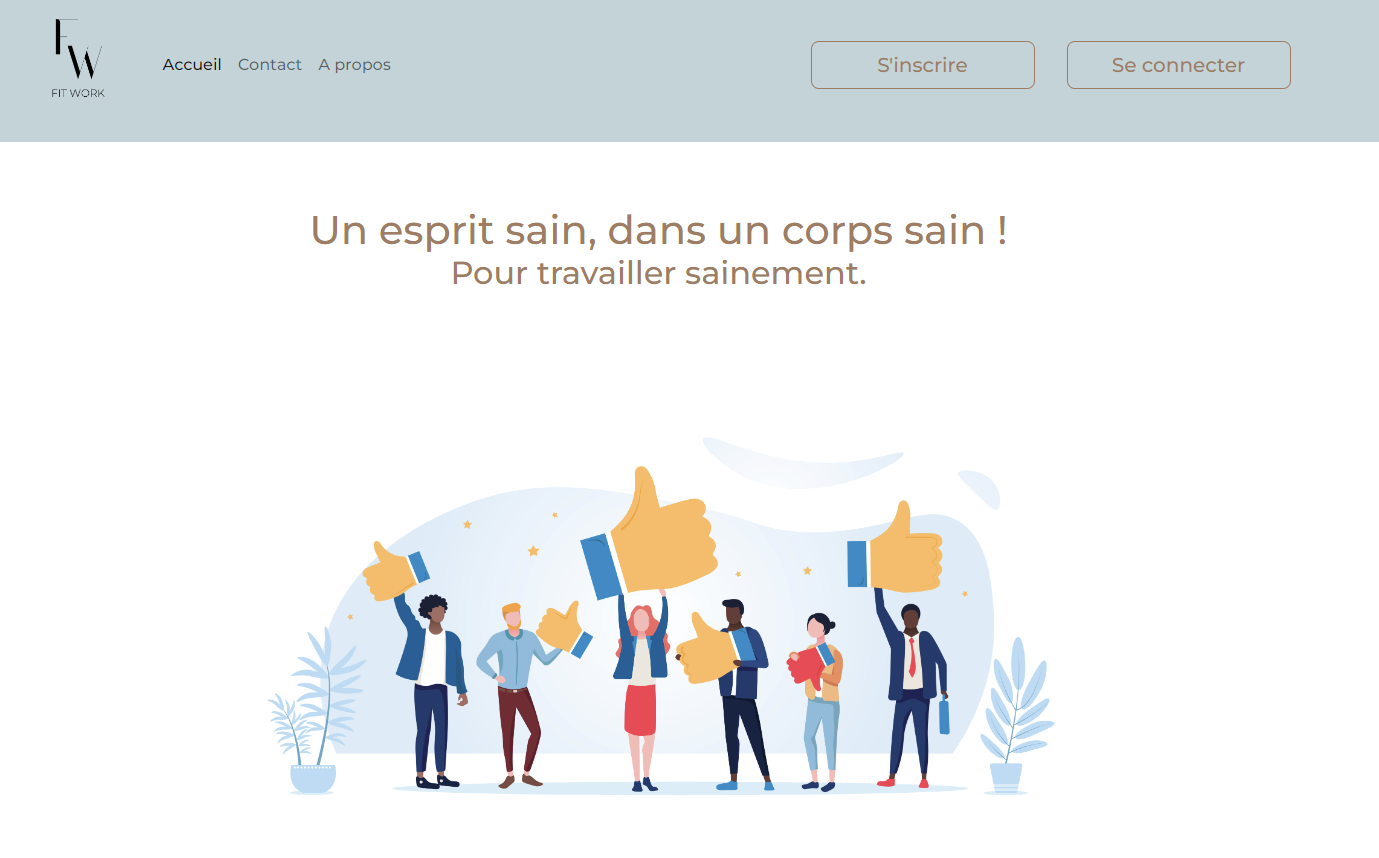 FW
FIT WORK
Accueil
Contact
A propos
S'inscrire
Se connecter
Un esprit sain, dans un corps sain !
Pour travailler sainement.